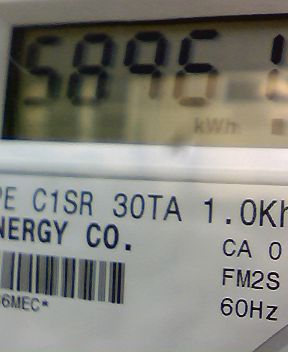 5896
kWh
PE C1SR 30TA 1.0Kh
NERGY CO.
CA 0
FM2S
6MEC*
60Hz